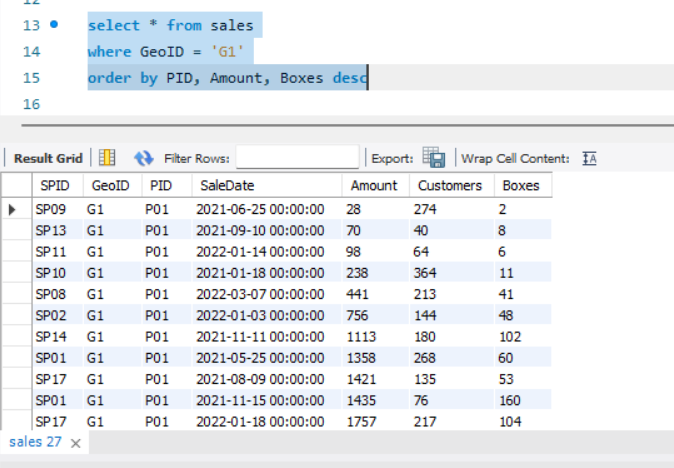 12
13 select * from sales
14 where GeoID = 'G1'
15 order by PID, Amount, Boxes desc
16
Result Grid Filter Rows: Export: Wrap Cell Content: IA
SPID GeoID PID SaleDate Amount Customers Boxes
SP09 G1 P01 2021-06-25 00:00:00 28 274 2
SP13 G1 P01 2021-09-10 00:00:00 70 40 8
SP11 G1 P01 2022-01-14 00:00:00 98 64 6
SP10 G1 P01 2021-01-18 00:00:00 238 364 11
SP08 G1 P01 2022-03-07 00:00:00 441 213 41
SP02 G1 P01 2022-01-03 00:00:00 756 144 48
SP14 G1 P01 2021-11-11 00:00:00 1113 180 102
SP01 G1 P01 2021-05-25 00:00:00 1358 268 60
SP17 G1 P01 2021-08-09 00:00:00 1421 135 53
SP01 G1 P01 2021-11-15 00:00:00 1435 76 160
SP17 G1 P01 2022-01-18 00:00:00 1757 217 104
sales 27